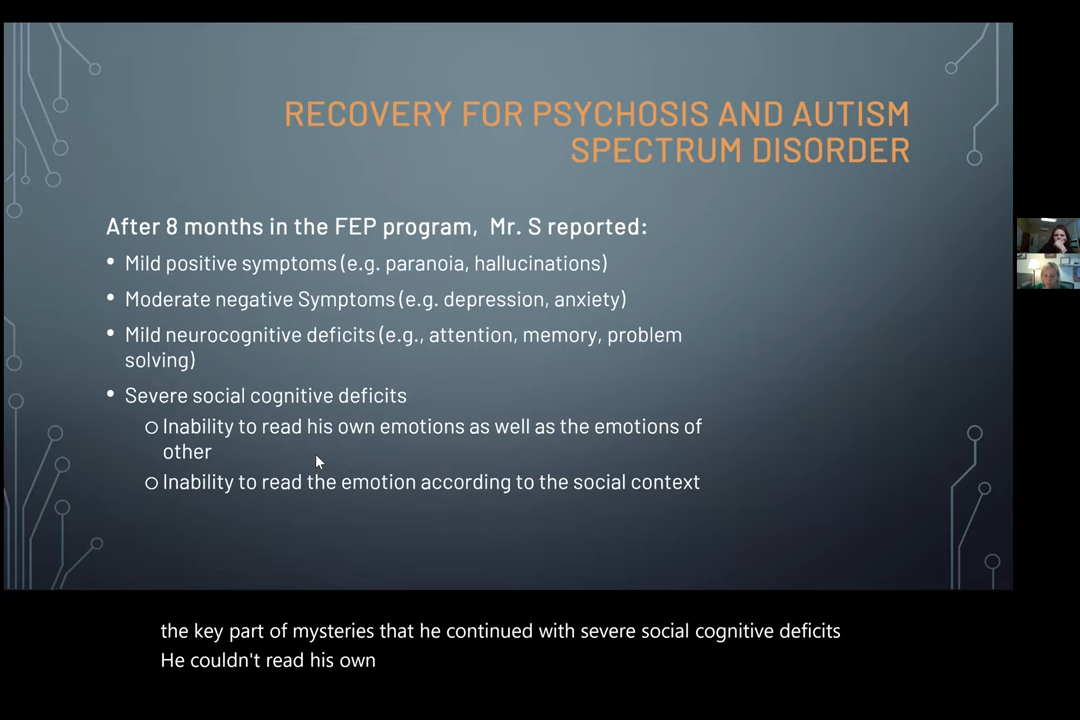 RECOVERY FOR PSYCHOSIS AND AUTISM
SPECTRUM DISORDER
After 8 months in the FEP program,  Mr. S reported:
• Mild positive symptoms (e.g. paranoia, hallucinations)
• Moderate negative Symptoms (e.g. depression, anxiety)
• Mild neurocognitive deficits (e.g., attention, memory, problem
solving)
• Severe social cognitive deficits
○ Inability to read his own emotions as well as the emotions of
other
○ Inability to read the emotion according to the social context
the key part of mysteries that he continued with severe social cognitive deficits
He couldn't read his own